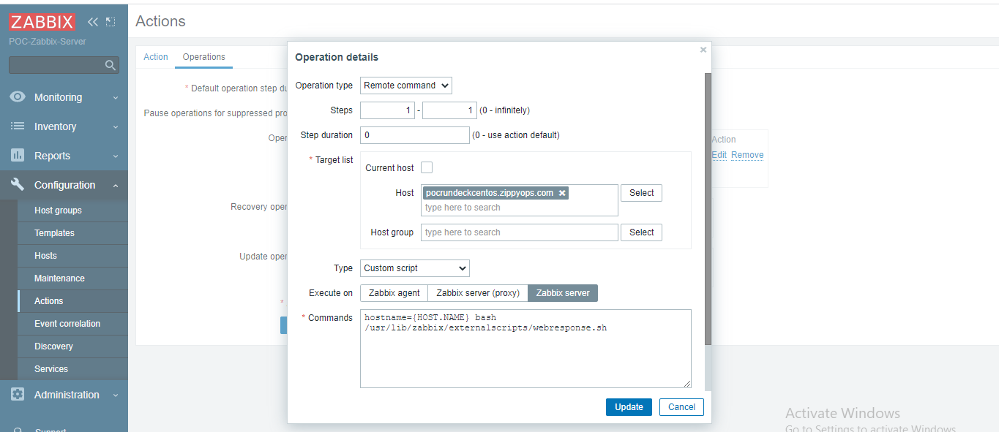 ZABBIX
POC-Zabbix-Server
Monitoring
Inventory
Reports
Configuration
Host groups
Templates
Hosts
Maintenance
Actions
Event correlation
Discovery
Services
Administration
Support
Actions
Action
Operations
* Default operation step du
Pause operations for suppressed pro
Oper
Recovery oper
Update oper
*
Action
Edit Remove
Operation details
Operation type Remote command
Steps 1 - 1 (0 - infinitely)
Step duration 0 (0 - use action default)
* Target list
Current host
Host pocrundeckcentos.zippyops.com ×
type here to search
Select
Host group type here to search Select
Type Custom script
Execute on Zabbix agent Zabbix server (proxy) Zabbix server
* Commands hostname={HOST.NAME} bash
/usr/lib/zabbix/externalscripts/webresponse.sh
Update Cancel
Activate Windows
Go to Settings to activate Windows.